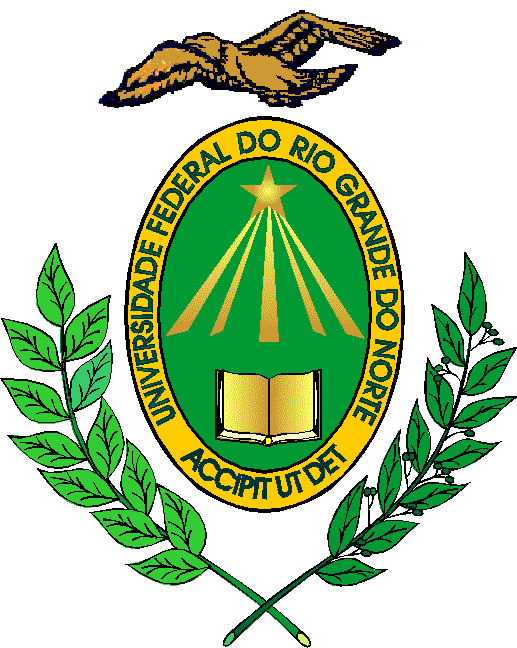 UNIVERSIDADE FEDERAL DO RIO GRANDE DO NORTE
ACCIPIT UT DET